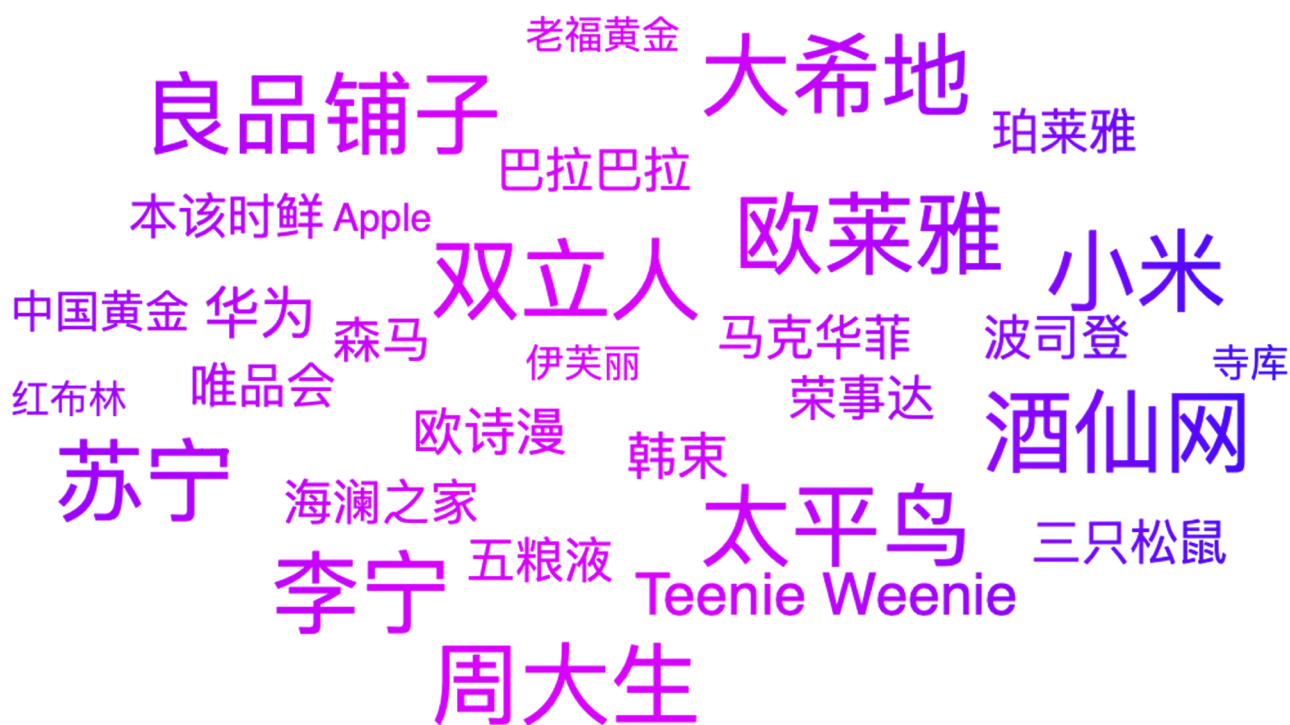 老福黄金
大希地
良品铺子
珀莱雅
巴拉巴拉
本该时鲜
Apple
欧莱雅
双立人
小米
中国黄金
华为
森马
马克华菲
波司登
伊芙丽
寺库
唯品会
红布林
荣事达
欧诗漫
酒仙网
韩束
苏宁
海澜之家
太平鸟
三只松鼠
五粮液
李宁
Teenie Weenie
周大生